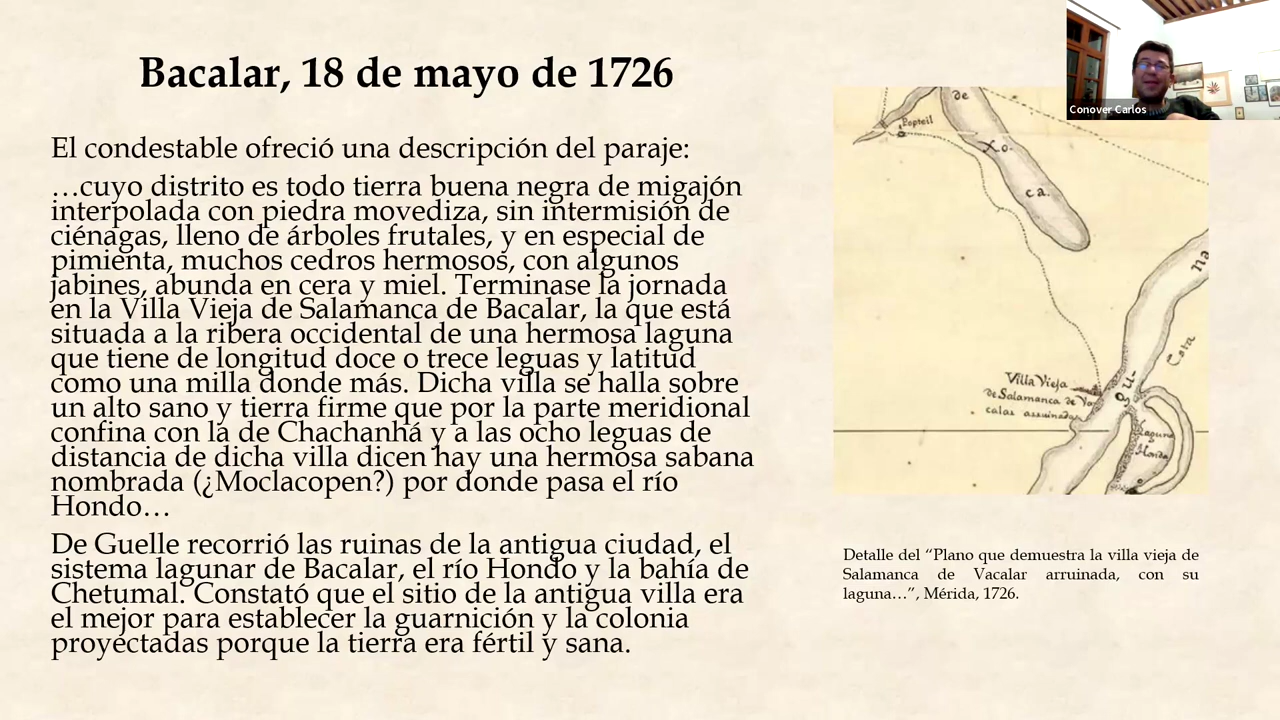 Bacalar, 18 de mayo de 1726
El condestable ofreció una descripción del paraje:
…cuyo distrito es todo tierra buena negra de migajón
interpolada con piedra movediza, sin intermisión de
ciénagas, lleno de árboles frutales, y en especial de
pimienta, muchos cedros hermosos, con algunos
jabines, abunda en cera y miel. Terminase la jornada
en la Villa Vieja de Salamanca de Bacalar, la que está
situada a la ribera occidental de una hermosa laguna
que tiene de longitud doce o trece leguas y latitud
como una milla donde más. Dicha villa se halla sobre
un alto sano y tierra firme que por la parte meridional
confina con la de Chachanhá y a las ocho leguas de
distancia de dicha villa dicen hay una hermosa sabana
nombrada (¿Moclacopen?) por donde pasa el río
Hondo…
De Guelle recorrió las ruinas de la antigua ciudad, el
sistema lagunar de Bacalar, el río Hondo y la bahía de
Chetumal. Constató que el sitio de la antigua villa era
el mejor para establecer la guarnición y la colonia
proyectadas porque la tierra era fértil y sana.
Conover Carlos
de
Xo-
ca.
na
gu-
Villa Vieja
de Salamanca de Va
calar arruinada
Laguna
Detalle del “Plano que demuestra la villa vieja de
Salamanca de Vacalar arruinada, con su
laguna…”, Mérida, 1726.